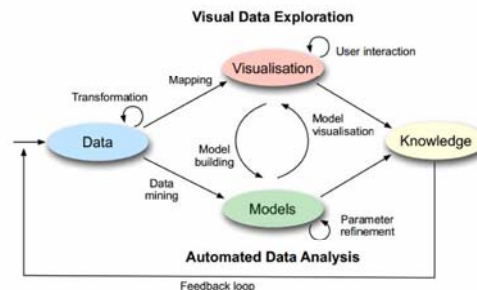 Visual Data Exploration
User interaction
Visualisation
Mapping
Transformation
Data
Model
building
Model
visualisation
Knowledge
Data
mining
Models
Parameter
refinement
Automated Data Analysis
Feedback loop